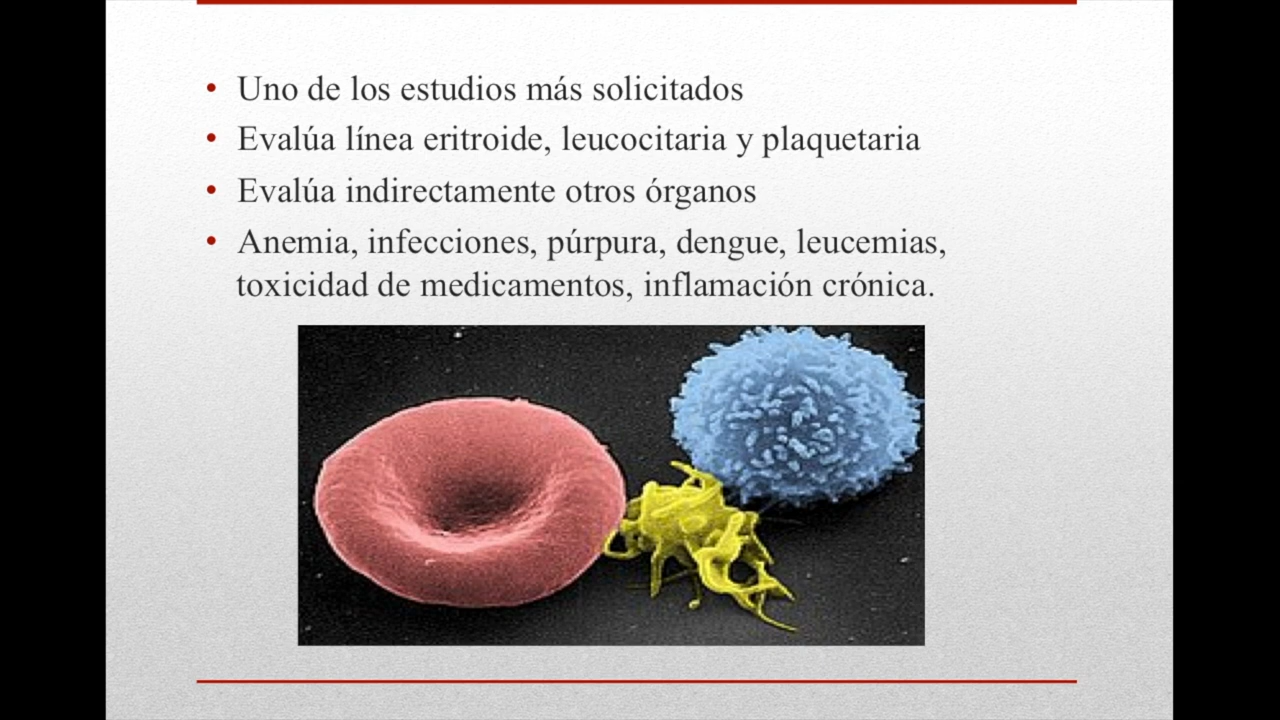 • Uno de los estudios más solicitados
• Evalúa línea eritroide, leucocitaria y plaquetaria
• Evalúa indirectamente otros órganos
• Anemia, infecciones, púrpura, dengue, leucemias,
toxicidad de medicamentos, inflamación crónica.